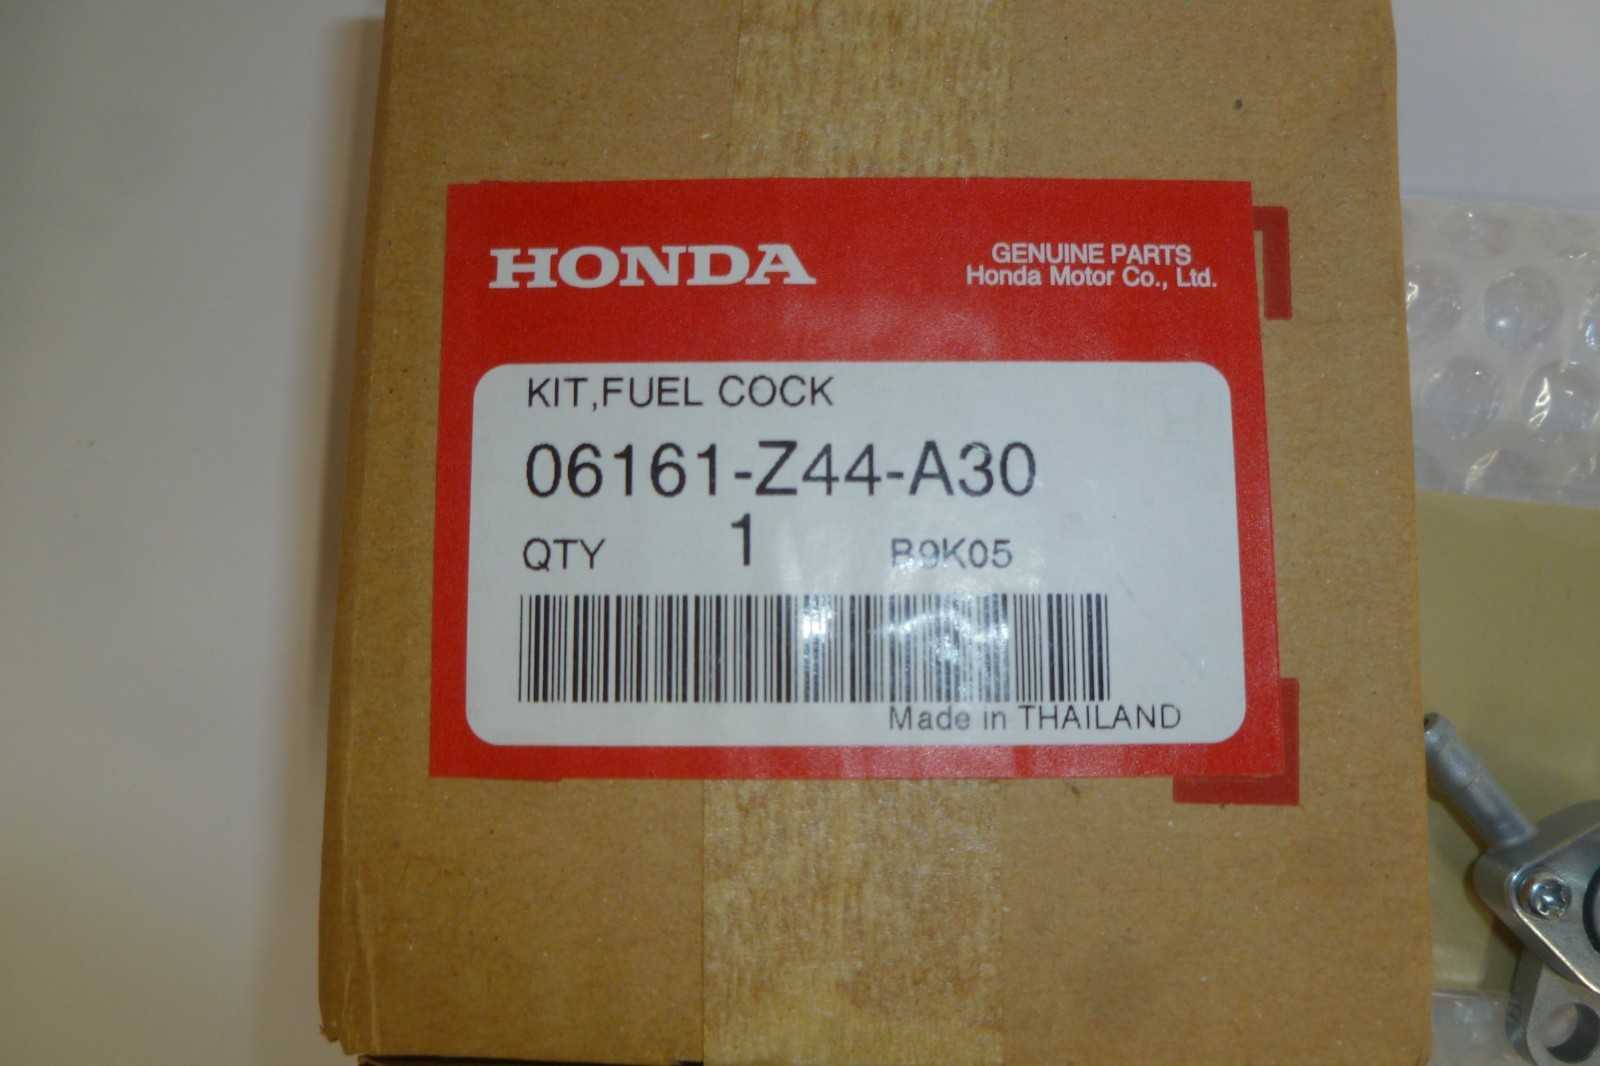 HONDA
GENUINE PARTS
Honda Motor Co., Ltd.
KIT,FUEL COCK
06161-Z44-A30
QTY 1 B9K05
Made in THAILAND